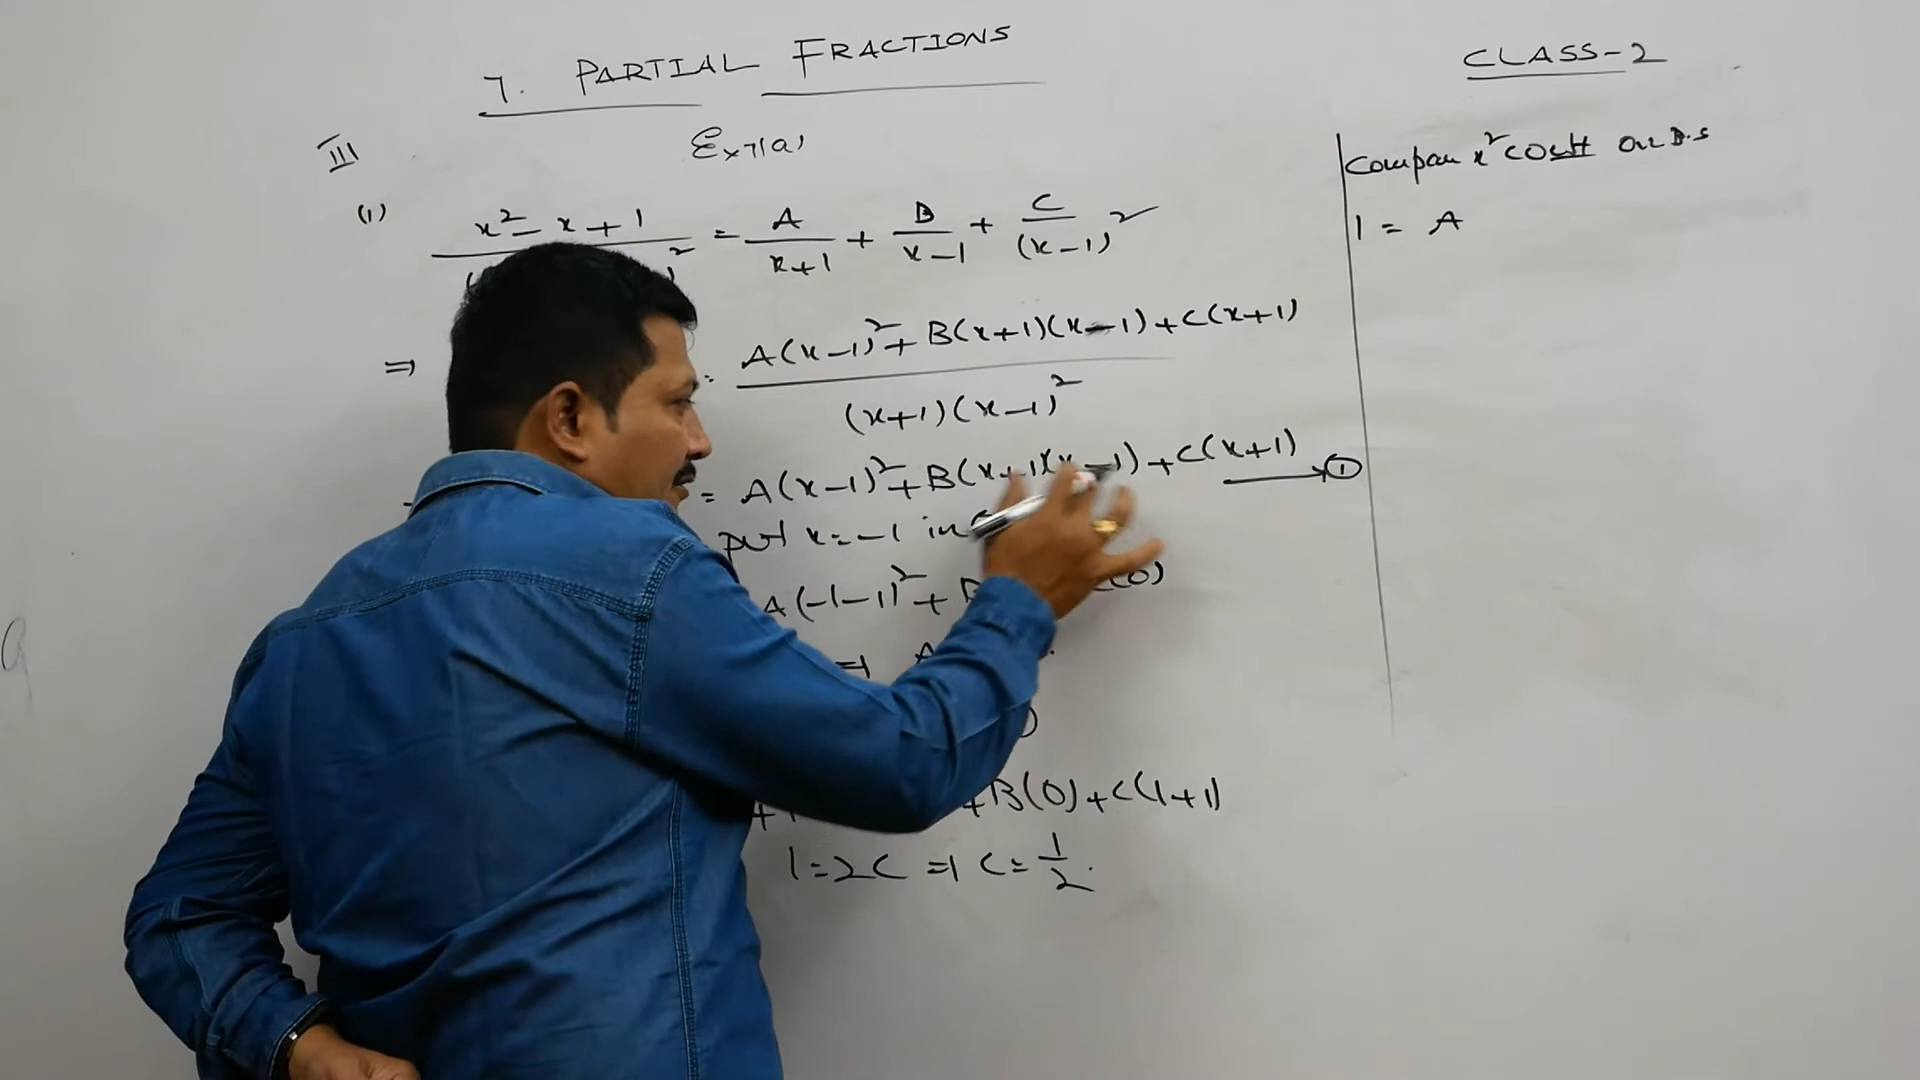 7. PARTIAL FRACTIONS
CLASS-2
III
Ex 7(a)
(1) x² - x + 1 / ( ² = A / x+1 + B / x-1 + C / (x-1)²
⇒ A(x-1)² + B(x+1)(x-1) + C(x+1) / (x+1)(x-1)²
= A(x-1)² + B(x+1)(x-1) + C(x+1) → ①
put x = -1 in
A(-1-1)² + (0)
⇒ A
+B(0) + C(1+1)
1 = 2C ⇒ C = 1/2.
Compare x² coeff on B.S
1 = A